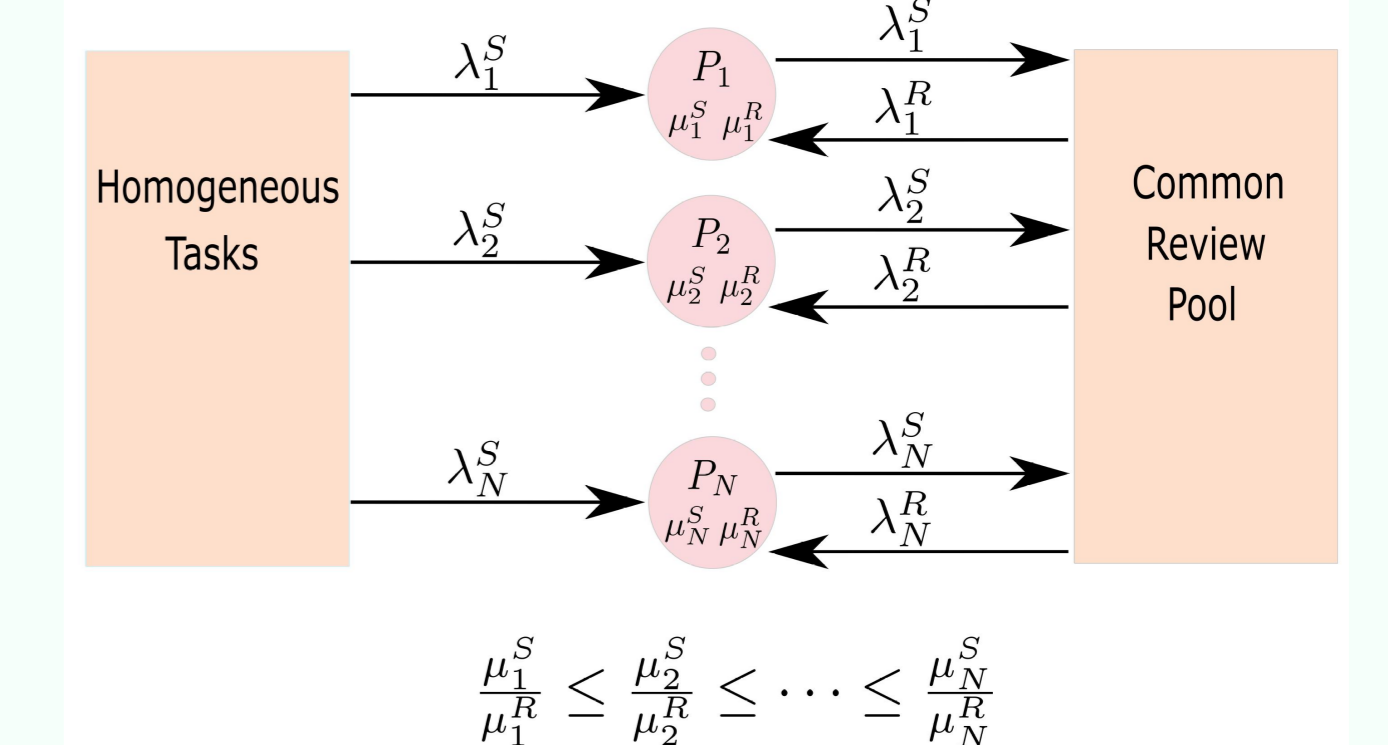 Homogeneous
Tasks
λ_1^S
λ_2^S
λ_N^S
P_1
μ_1^S μ_1^R
P_2
μ_2^S μ_2^R
P_N
μ_N^S μ_N^R
λ_1^S
λ_1^R
λ_2^S
λ_2^R
λ_N^S
λ_N^R
Common
Review
Pool
μ_1^S/μ_1^R ≤ μ_2^S/μ_2^R ≤ ··· ≤ μ_N^S/μ_N^R